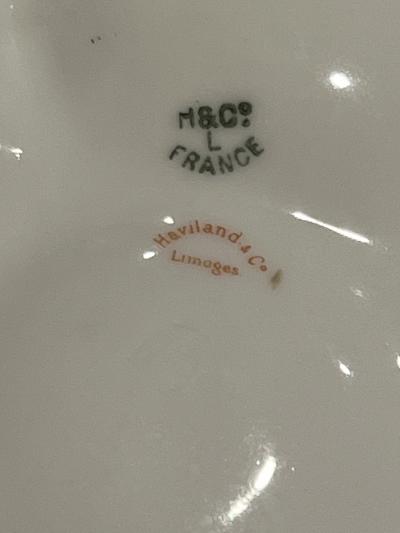 H&Cº
L
FRANCE
Haviland & Cº
Limoges